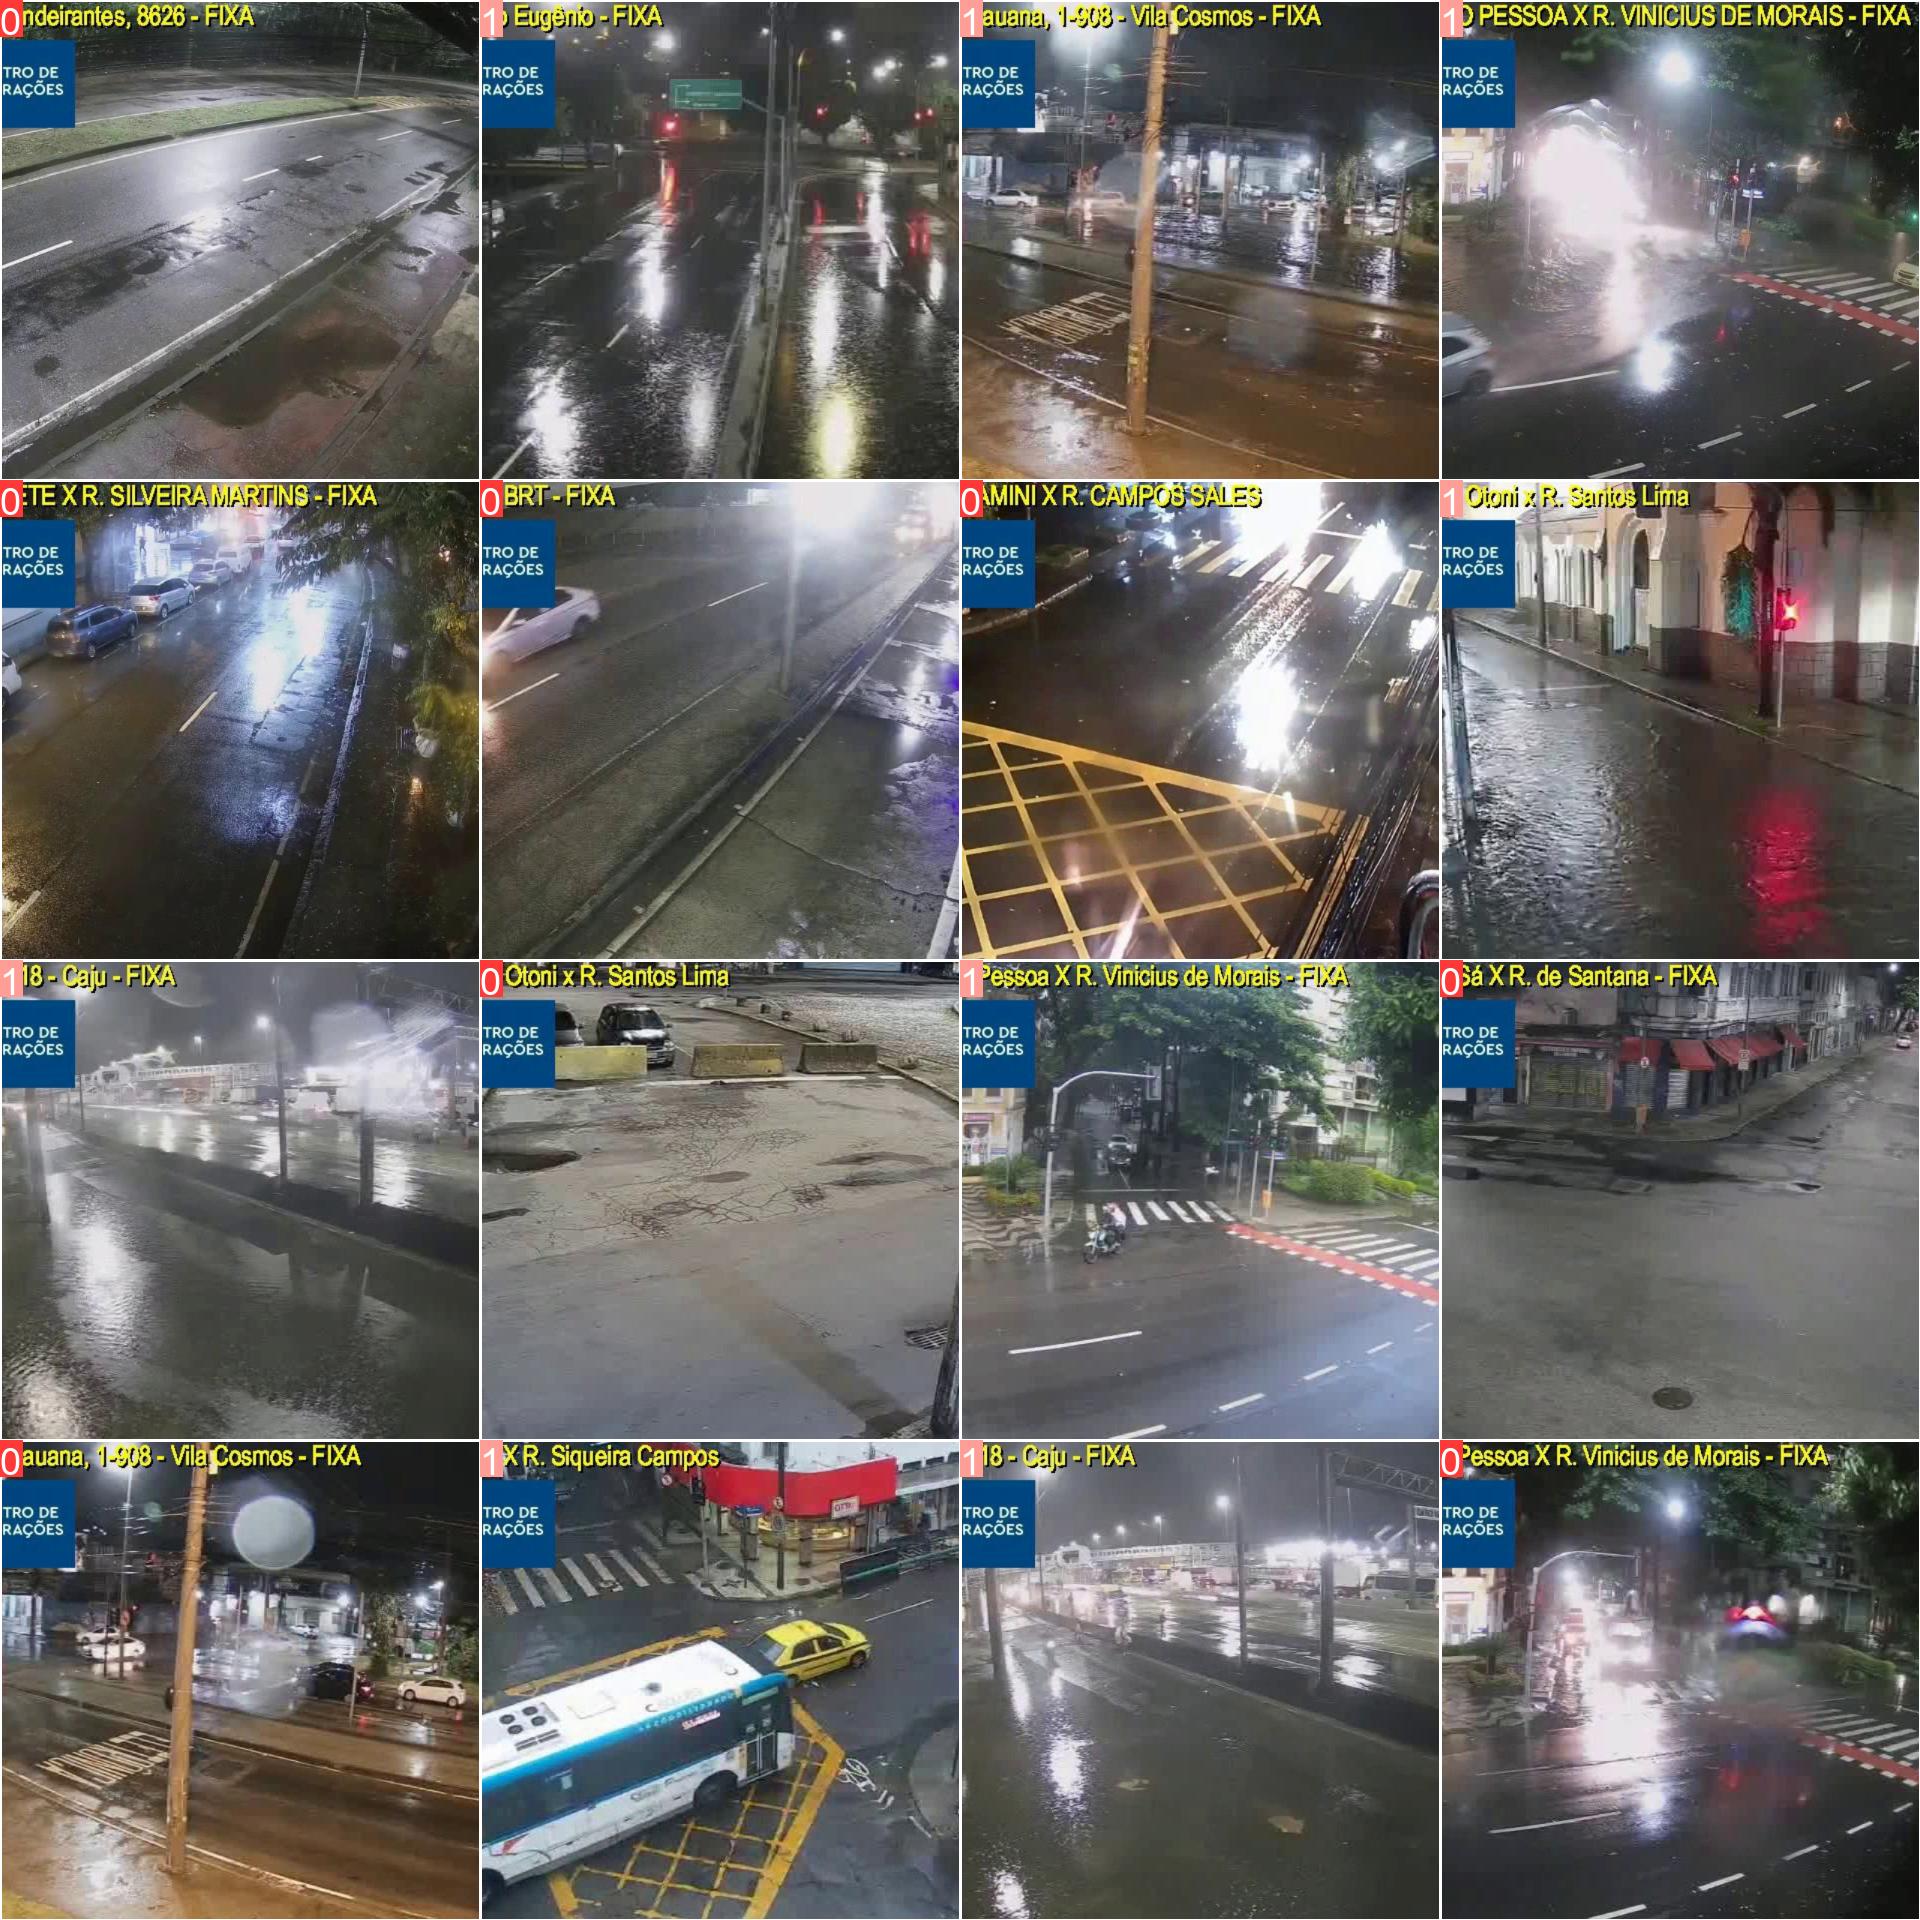 0 ndeirantes, 8626 - FIXA
TRO DE
RAÇÕES
1 o Eugênio - FIXA
TRO DE
RAÇÕES
1 auana, 1-908 - Vila Cosmos - FIXA
TRO DE
RAÇÕES
1 O PESSOA X R. VINICIUS DE MORAIS - FIXA
TRO DE
RAÇÕES
0 ETE X R. SILVEIRA MARTINS - FIXA
TRO DE
RAÇÕES
0 BRT - FIXA
TRO DE
RAÇÕES
0 AMINI X R. CAMPOS SALES
TRO DE
RAÇÕES
1 Otoni x R. Santos Lima
TRO DE
RAÇÕES
1 18 - Caju - FIXA
TRO DE
RAÇÕES
0 Otoni x R. Santos Lima
TRO DE
RAÇÕES
1 Pessoa X R. Vinicius de Morais - FIXA
TRO DE
RAÇÕES
0 Sá X R. de Santana - FIXA
TRO DE
RAÇÕES
0 auana, 1-908 - Vila Cosmos - FIXA
TRO DE
RAÇÕES
1 X R. Siqueira Campos
TRO DE
RAÇÕES
1 18 - Caju - FIXA
TRO DE
RAÇÕES
0 Pessoa X R. Vinicius de Morais - FIXA
TRO DE
RAÇÕES